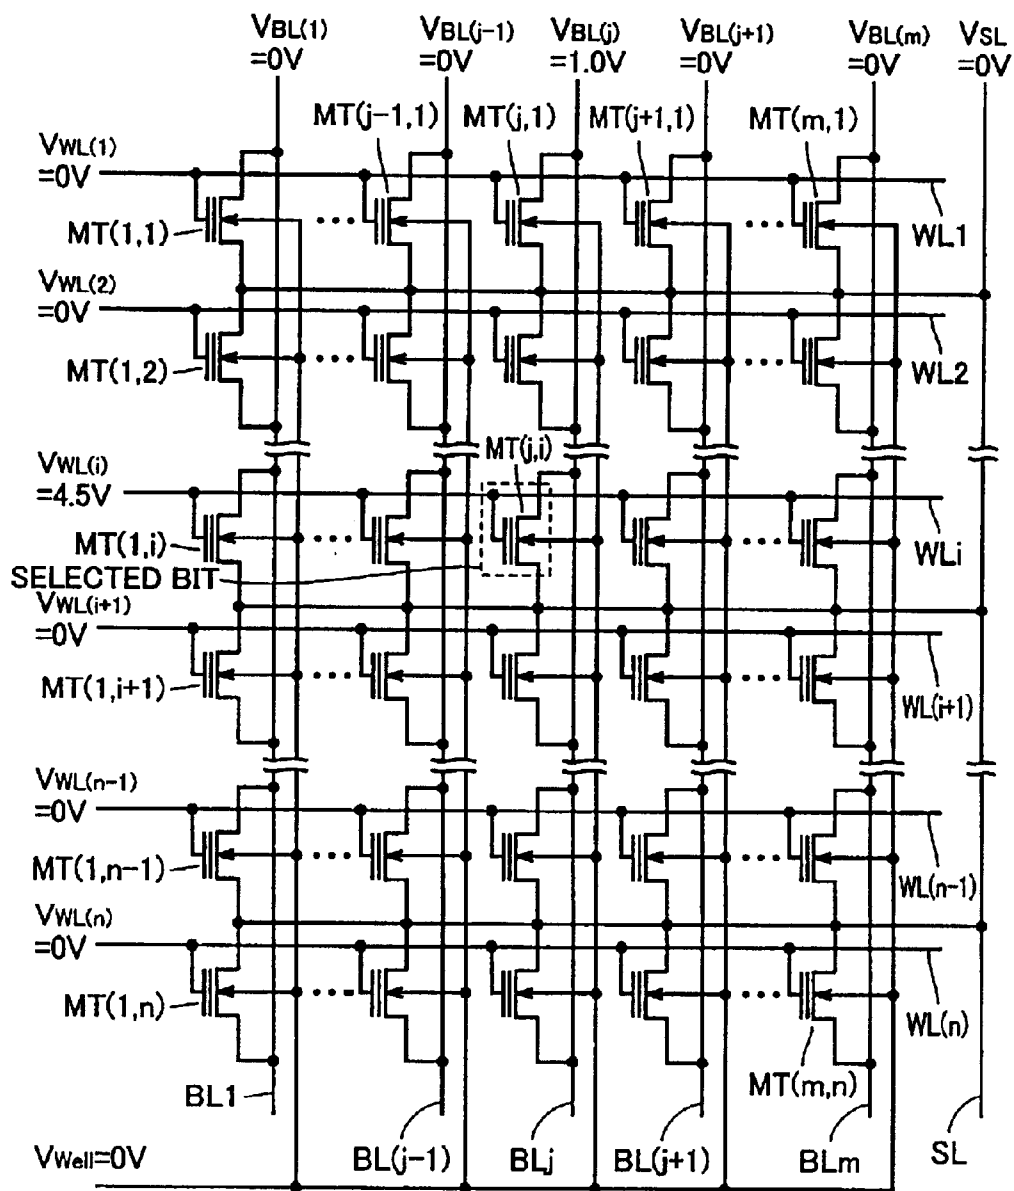 VBL(1) VBL(j-1) VBL(j) VBL(j+1) VBL(m) VSL
=0V =0V =1.0V =0V =0V =0V
MT(j-1,1) MT(j,1) MT(j+1,1) MT(m,1)
VWL(1)
=0V
MT(1,1) WL1
VWL(2)
=0V
MT(1,2) WL2
MT(j,i)
VWL(i)
=4.5V
MT(1,i) WLi
SELECTED BIT
VWL(i+1)
=0V
MT(1,i+1) WL(i+1)
VWL(n-1)
=0V
MT(1,n-1) WL(n-1)
VWL(n)
=0V
MT(1,n) WL(n)
MT(m,n)
BL1
BL(j-1) BLj BL(j+1) BLm SL
VWell=0V